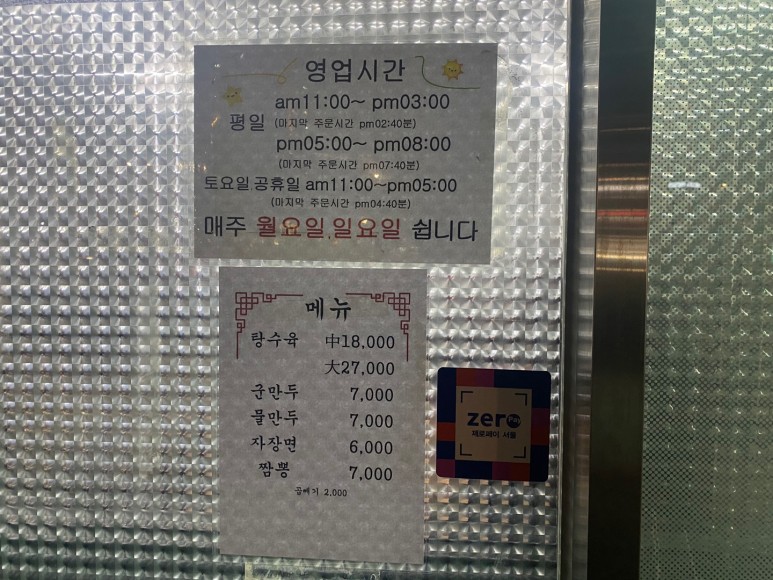 영업시간
am11:00~ pm03:00
평일 (마지막 주문시간 pm02:40분)
pm05:00~ pm08:00
(마지막 주문시간 pm07:40분)
토요일 공휴일 am11:00~pm05:00
(마지막 주문시간 pm04:40분)
매주 월요일,일요일 쉽니다
메뉴
탕수육 中18,000
大27,000
군만두 7,000
물만두 7,000
자장면 6,000
짬뽕 7,000
곱빼기 2,000
zero Pay
제로페이 서울